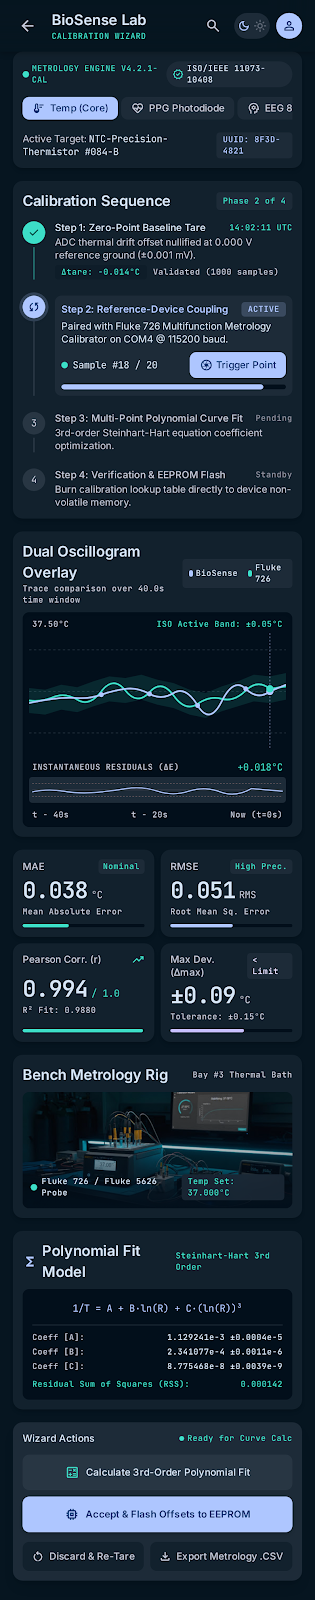 BioSense Lab
CALIBRATION WIZARD
METROLOGY ENGINE V4.2.1-
CAL
ISO/IEEE 11073-
10408
Temp (Core)
PPG Photodiode
EEG 8
Active Target: NTC-Precision-
Thermistor #084-B
UUID: 8F3D-
4821
Calibration Sequence
Phase 2 of 4
Step 1: Zero-Point Baseline Tare
14:02:11 UTC
ADC thermal drift offset nullified at 0.000 V
reference ground (±0.001 mV).
Δtare: -0.014°C
Validated (1000 samples)
Step 2: Reference-Device Coupling
ACTIVE
Paired with Fluke 726 Multifunction Metrology
Calibrator on COM4 @ 115200 baud.
Sample #18 / 20
Trigger Point
3
Step 3: Multi-Point Polynomial Curve Fit
Pending
3rd-order Steinhart-Hart equation coefficient
optimization.
4
Step 4: Verification & EEPROM Flash
Standby
Burn calibration lookup table directly to device non-
volatile memory.
Dual Oscillogram
Overlay
Trace comparison over 40.0s
time window
BioSense
Fluke
726
37.50°C
ISO Active Band: ±0.05°C
INSTANTANEOUS RESIDUALS (ΔE)
+0.018°C
t - 40s
t - 20s
Now (t=0s)
MAE
Nominal
0.038 °C
Mean Absolute Error
RMSE
High Prec.
0.051 RMS
Root Mean Sq. Error
Pearson Corr. (r)
0.994 / 1.0
R² Fit: 0.9880
Max Dev.
(Δmax)
<
Limit
±0.09 °C
Tolerance: ±0.15°C
Bench Metrology Rig
Bay #3 Thermal Bath
Fluke 726 / Fluke 5626
Probe
Temp Set:
37.000°C
Σ
Polynomial Fit
Model
Steinhart-Hart 3rd
Order
1/T = A + B·ln(R) + C·(ln(R))³
Coeff [A]:
1.129241e-3 ±0.0004e-5
Coeff [B]:
2.341077e-4 ±0.0011e-6
Coeff [C]:
8.775468e-8 ±0.0039e-9
Residual Sum of Squares (RSS):
0.000142
Wizard Actions
Ready for Curve Calc
Calculate 3rd-Order Polynomial Fit
Accept & Flash Offsets to EEPROM
Discard & Re-Tare
Export Metrology .CSV